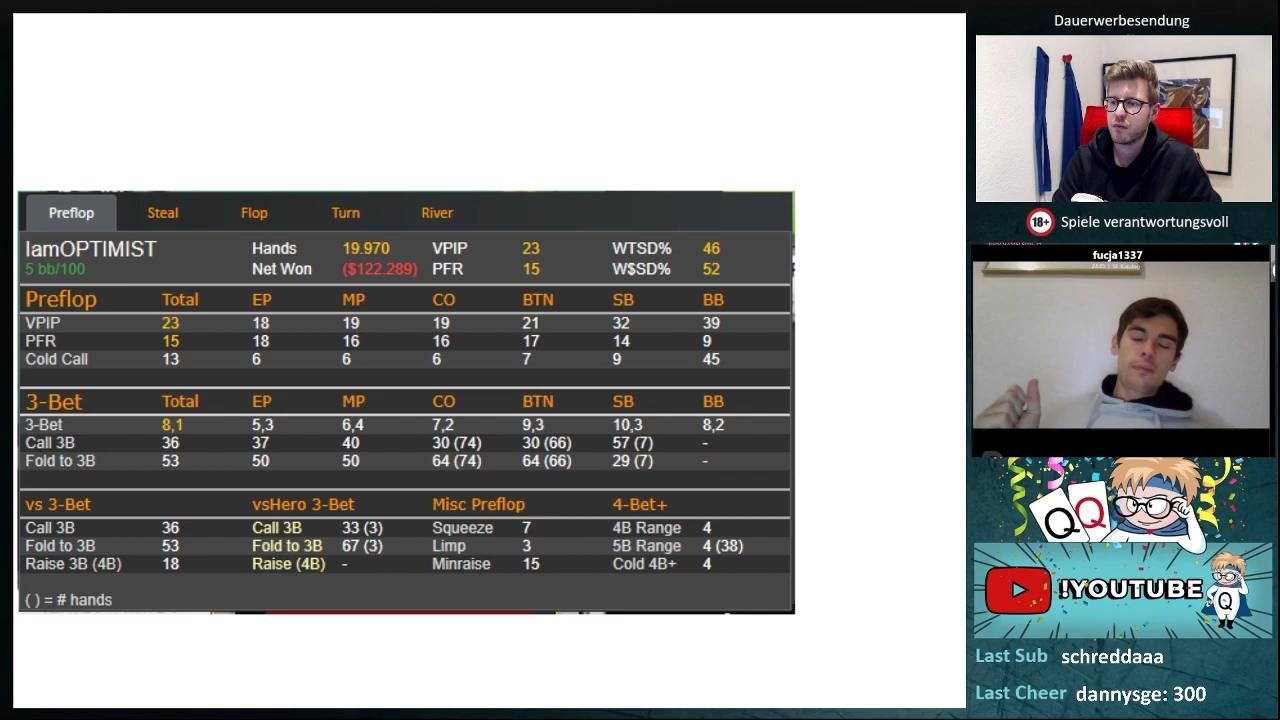 Dauerwerbesendung
Preflop Steal Flop Turn River
IamOPTIMIST Hands 19.970 VPIP 23 WTSD% 46
5 bb/100 Net Won ($122.289) PFR 15 W$SD% 52
Preflop Total EP MP CO BTN SB BB
VPIP 23 18 19 19 21 32 39
PFR 15 18 16 16 17 14 9
Cold Call 13 6 6 6 7 9 45
3-Bet Total EP MP CO BTN SB BB
3-Bet 8,1 5,3 6,4 7,2 9,3 10,3 8,2
Call 3B 36 37 40 30 (74) 30 (66) 57 (7) -
Fold to 3B 53 50 50 64 (74) 64 (66) 29 (7) -
vs 3-Bet vsHero 3-Bet Misc Preflop 4-Bet+
Call 3B 36 Call 3B 33 (3) Squeeze 7 4B Range 4
Fold to 3B 53 Fold to 3B 67 (3) Limp 3 5B Range 4 (38)
Raise 3B (4B) 18 Raise (4B) - Minraise 15 Cold 4B+ 4
( ) = # hands
18+ Spiele verantwortungsvoll
fucja1337
Q Q
!YOUTUBE
Q
Last Sub schreddaaa
Last Cheer dannysge: 300